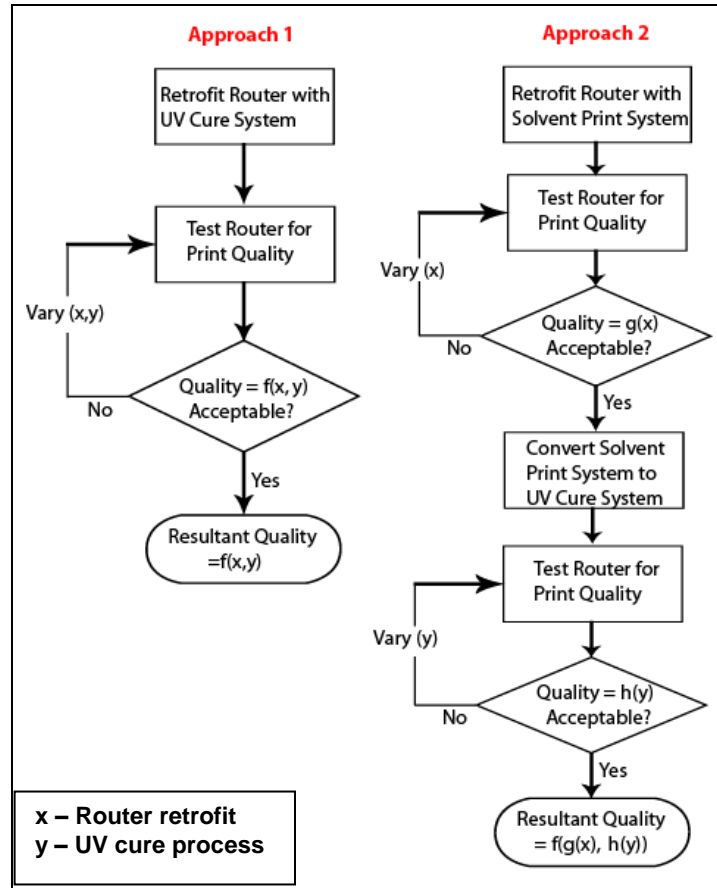 Approach 1
Retrofit Router with
UV Cure System
Test Router for
Print Quality
Vary (x,y)
Quality = f(x, y)
Acceptable?
No
Yes
Resultant Quality
=f(x,y)
Approach 2
Retrofit Router with
Solvent Print System
Test Router for
Print Quality
Vary (x)
Quality = g(x)
Acceptable?
No
Yes
Convert Solvent
Print System to
UV Cure System
Test Router for
Print Quality
Vary (y)
Quality = h(y)
Acceptable?
No
Yes
Resultant Quality
= f(g(x), h(y))
x – Router retrofit
y – UV cure process